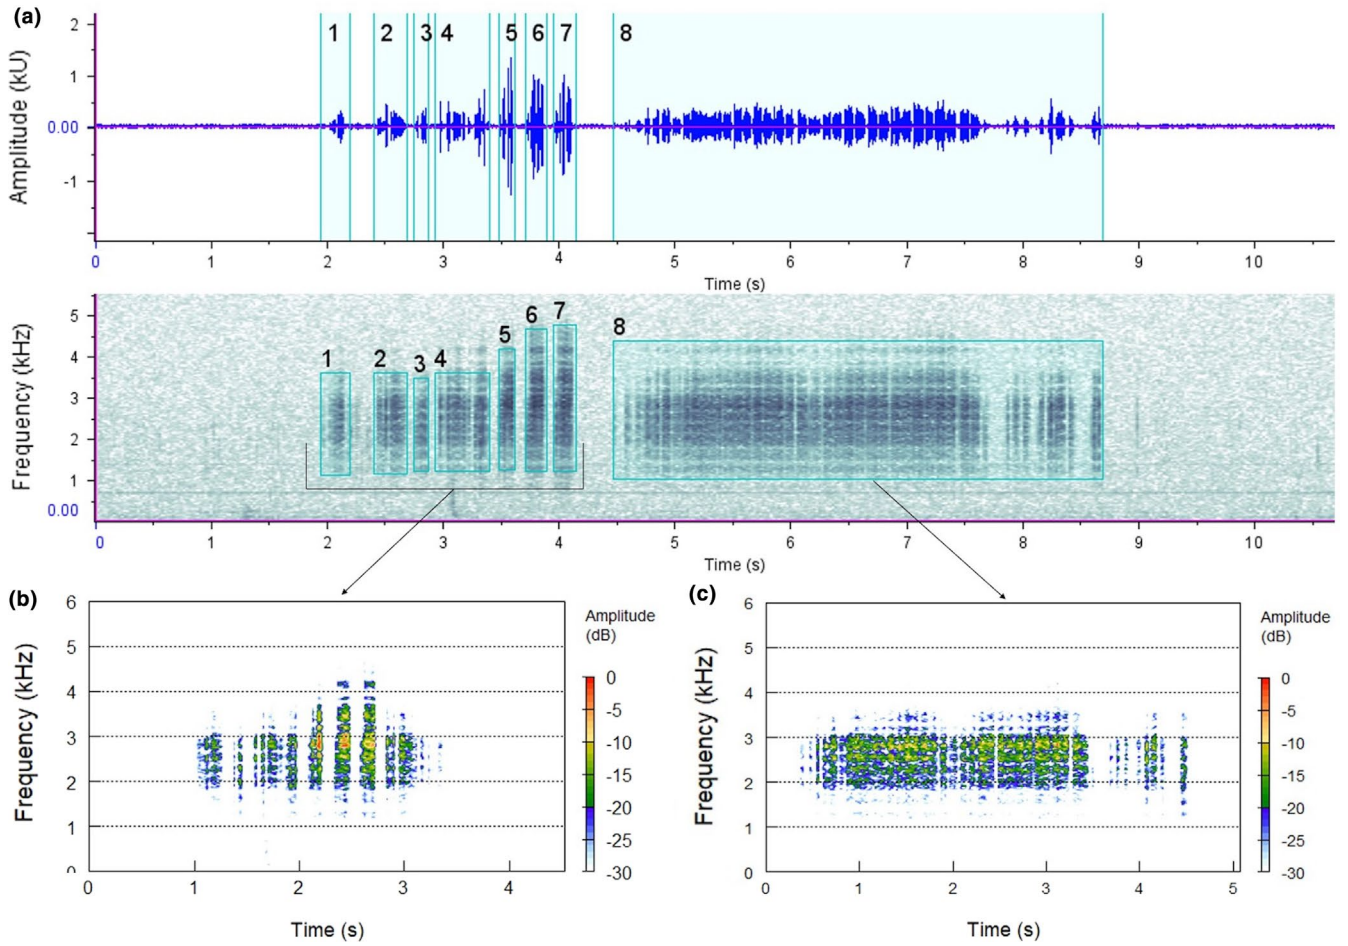 (a)
Amplitude (kU)
2
1
0.00
-1
1 2 3 4 5 6 7 8
0 1 2 3 4 5 6 7 8 9 10
Time (s)
Frequency (kHz)
5
4
3
2
1
0.00
1 2 3 4 5 6 7 8
0 1 2 3 4 5 6 7 8 9 10
Time (s)
(b)
Frequency (kHz)
6
5
4
3
2
1
0
0 1 2 3 4
Time (s)
Amplitude
(dB)
0
-5
-10
-15
-20
-25
-30
(c)
Frequency (kHz)
6
5
4
3
2
1
0
0 1 2 3 4 5
Time (s)
Amplitude
(dB)
0
-5
-10
-15
-20
-25
-30